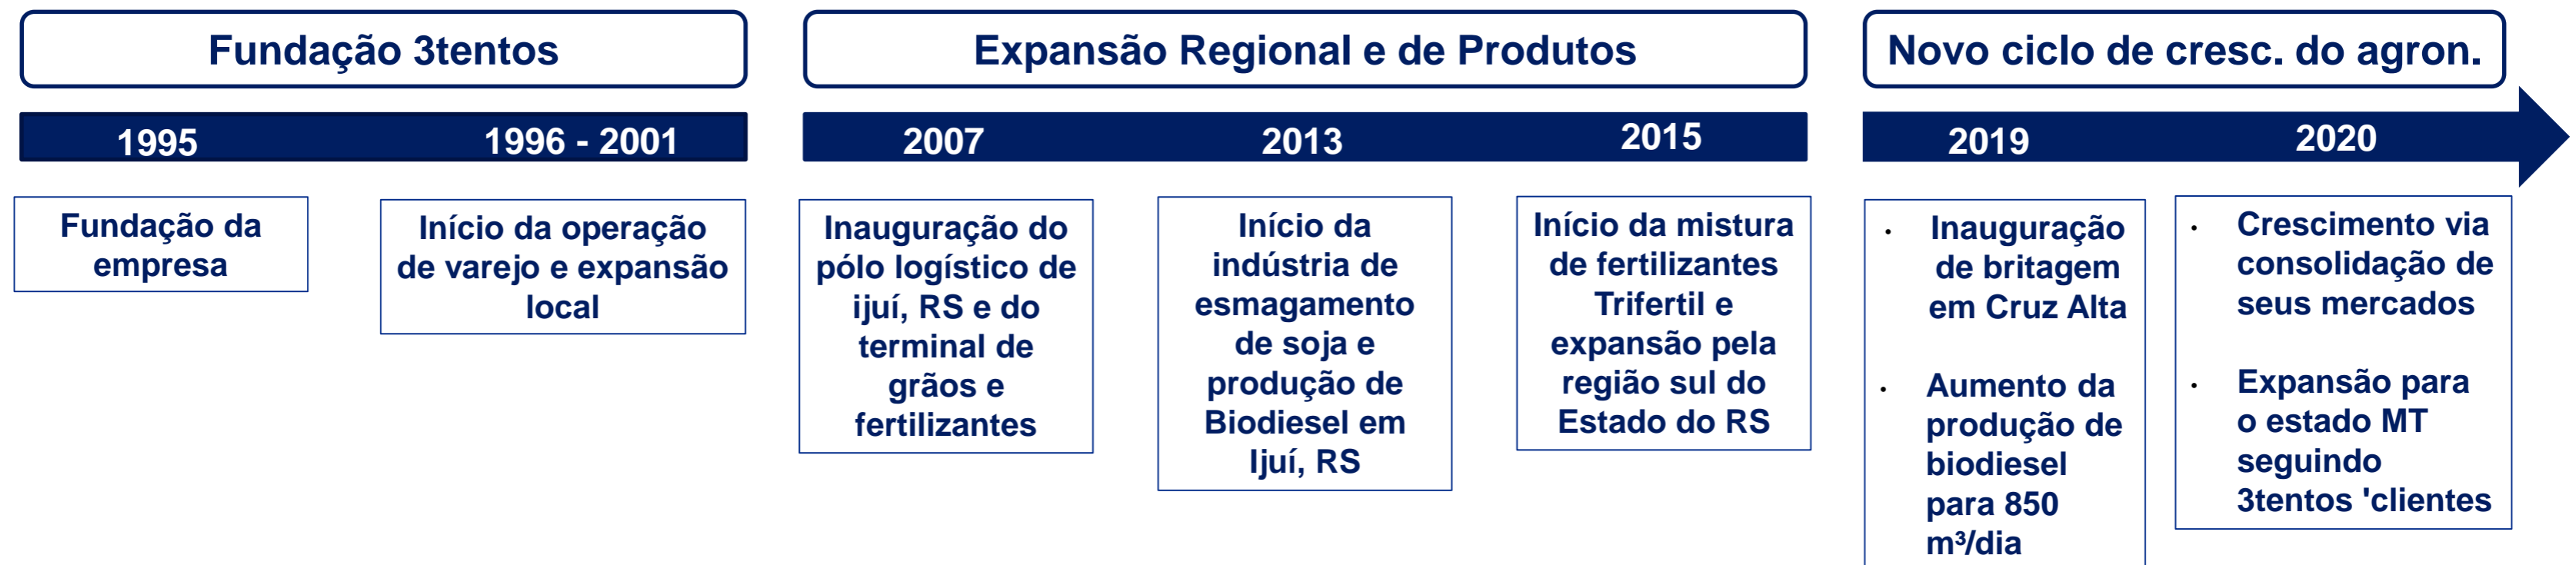 Fundação 3tentos
1995
1996 - 2001
Fundação da
empresa
Início da operação
de varejo e expansão
local
Expansão Regional e de Produtos
2007
2013
2015
Inauguração do
pólo logístico de
ijuí, RS e do
terminal de
grãos e
fertilizantes
Início da
indústria de
esmagamento
de soja e
produção de
Biodiesel em
Ijuí, RS
Início da mistura
de fertilizantes
Trifertil e
expansão pela
região sul do
Estado do RS
Novo ciclo de cresc. do agron.
2019
2020
· Inauguração
de britagem
em Cruz Alta
· Aumento da
produção de
biodiesel
para 850
m³/dia
· Crescimento via
consolidação de
seus mercados
· Expansão para
o estado MT
seguindo
3tentos 'clientes